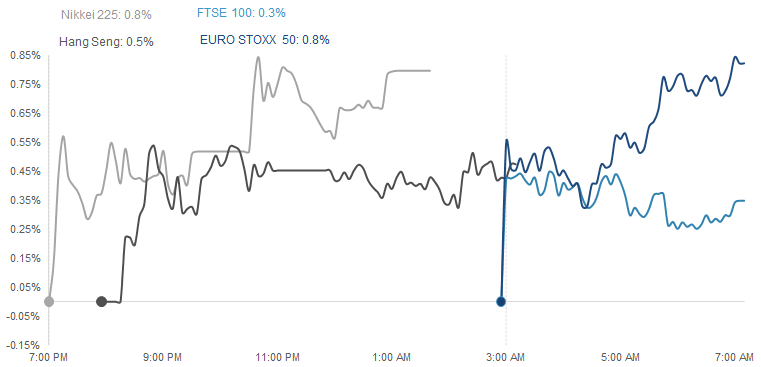 Nikkei 225: 0.8%
FTSE 100: 0.3%
Hang Seng: 0.5%
EURO STOXX 50: 0.8%
0.85%
0.75%
0.65%
0.55%
0.45%
0.35%
0.25%
0.15%
0.05%
-0.05%
-0.15%
7:00 PM
9:00 PM
11:00 PM
1:00 AM
3:00 AM
5:00 AM
7:00 AM